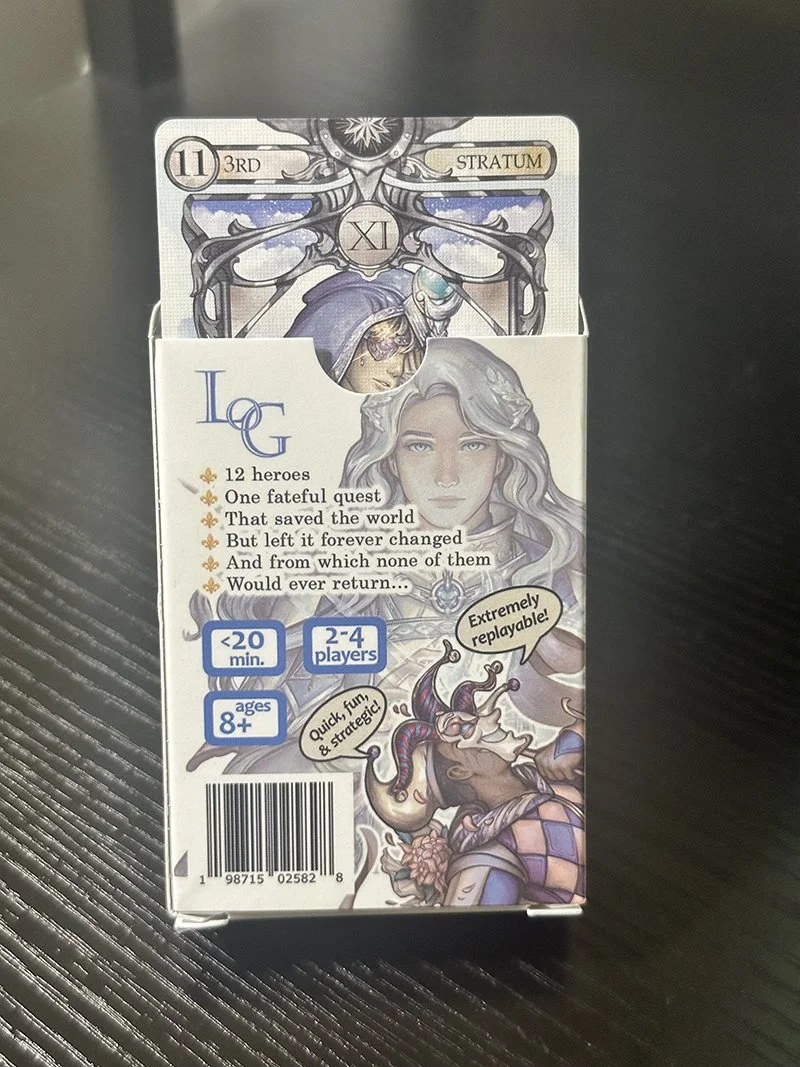 11 3RD STRATUM
XI
LoG
12 heroes
One fateful quest
That saved the world
But left it forever changed
And from which none of them
Would ever return...
<20
min.
2-4
players
ages
8+
Extremely
replayable!
Quick, fun,
& strategic!
1 98715 02582 8